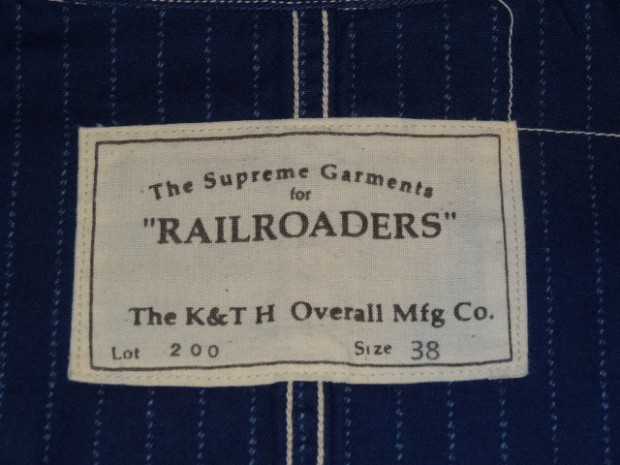 The Supreme Garments
for
"RAILROADERS"
The K&T H Overall Mfg Co.
Lot 200 Size 38